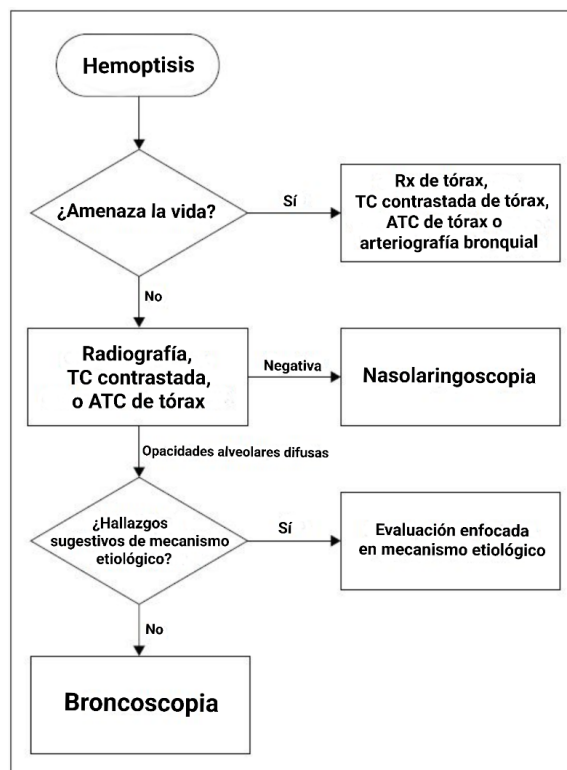 Hemoptisis
¿Amenaza la vida?
Sí
Rx de tórax,
TC contrastada de tórax,
ATC de tórax o
arteriografía bronquial
No
Radiografía,
TC contrastada,
o ATC de tórax
Negativa
Nasolaringoscopia
Opacidades alveolares difusas
¿Hallazgos
sugestivos de mecanismo
etiológico?
Sí
Evaluación enfocada
en mecanismo etiológico
No
Broncoscopia